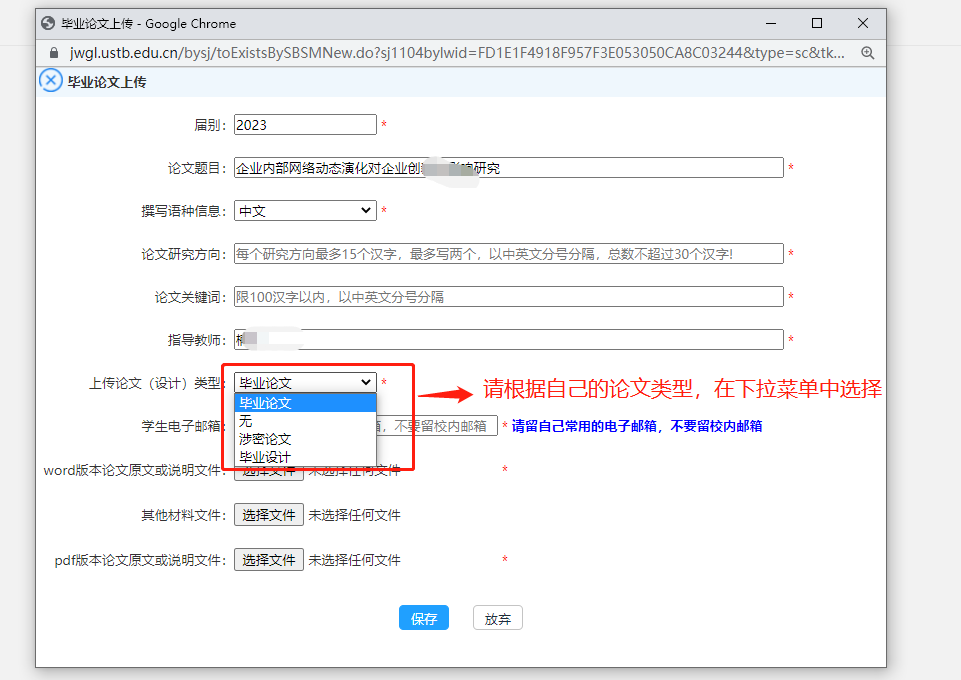 毕业论文上传 - Google Chrome
jwgl.ustb.edu.cn/bysj/toExistsBySBSMNew.do?sj1104bylwid=FD1E1F4918F957F3E053050CA8C03244&type=sc&tk...
毕业论文上传
届别: 2023 *
论文题目: 企业内部网络动态演化对企业创 研究 *
撰写语种信息: 中文 *
论文研究方向: 每个研究方向最多15个汉字，最多写两个，以中英文分号分隔，总数不超过30个汉字! *
论文关键词: 限100汉字以内，以中英文分号分隔 *
指导教师: *
上传论文（设计）类型: 毕业论文 * 请根据自己的论文类型，在下拉菜单中选择
毕业论文
无
涉密论文
毕业设计
学生电子邮箱: 箱，不要留校内邮箱 * 请留自己常用的电子邮箱，不要留校内邮箱
word版本论文原文或说明文件: 选择文件 未选择任何文件 *
其他材料文件: 选择文件 未选择任何文件
pdf版本论文原文或说明文件: 选择文件 未选择任何文件 *
保存 放弃